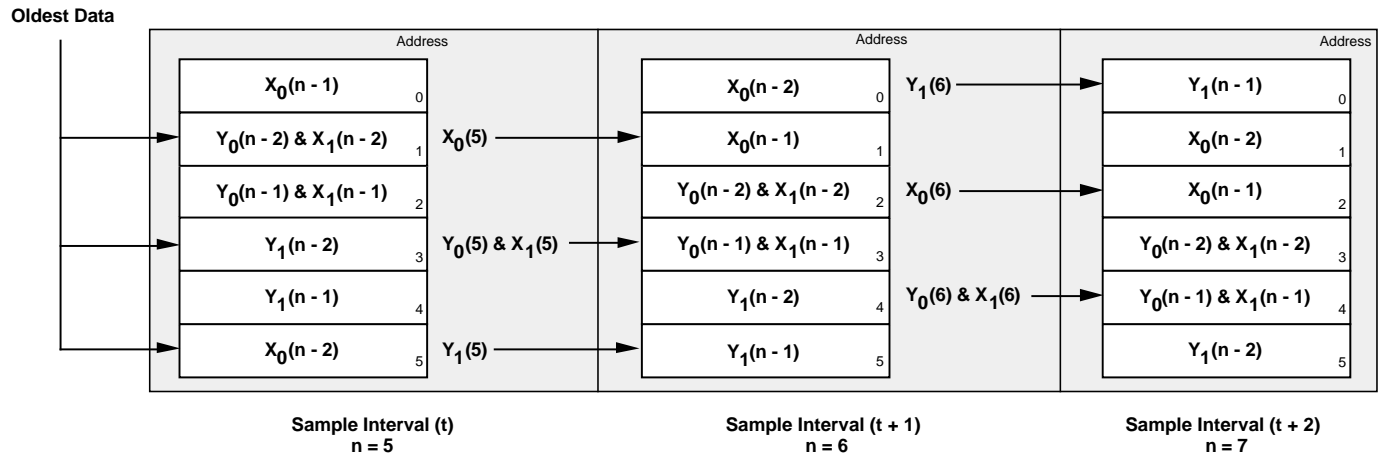 Oldest Data
Address
X0(n - 1) 0
Y0(n - 2) & X1(n - 2) 1
Y0(n - 1) & X1(n - 1) 2
Y1(n - 2) 3
Y1(n - 1) 4
X0(n - 2) 5
X0(5)
Y0(5) & X1(5)
Y1(5)
Sample Interval (t)
n = 5
Address
X0(n - 2) 0
X0(n - 1) 1
Y0(n - 2) & X1(n - 2) 2
Y0(n - 1) & X1(n - 1) 3
Y1(n - 2) 4
Y1(n - 1) 5
Y1(6)
X0(6)
Y0(6) & X1(6)
Sample Interval (t + 1)
n = 6
Address
Y1(n - 1) 0
X0(n - 2) 1
X0(n - 1) 2
Y0(n - 2) & X1(n - 2) 3
Y0(n - 1) & X1(n - 1) 4
Y1(n - 2) 5
Sample Interval (t + 2)
n = 7